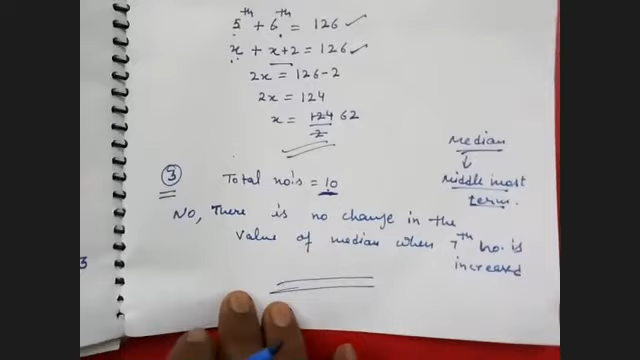 5th + 6th = 126
x + x+2 = 126
2x = 126-2
2x = 124
x = 124/2 62
Median
↓
Middle most
term.
③ Total no's = 10
No, There is no change in the
value of median when 7th no. is
increased
3